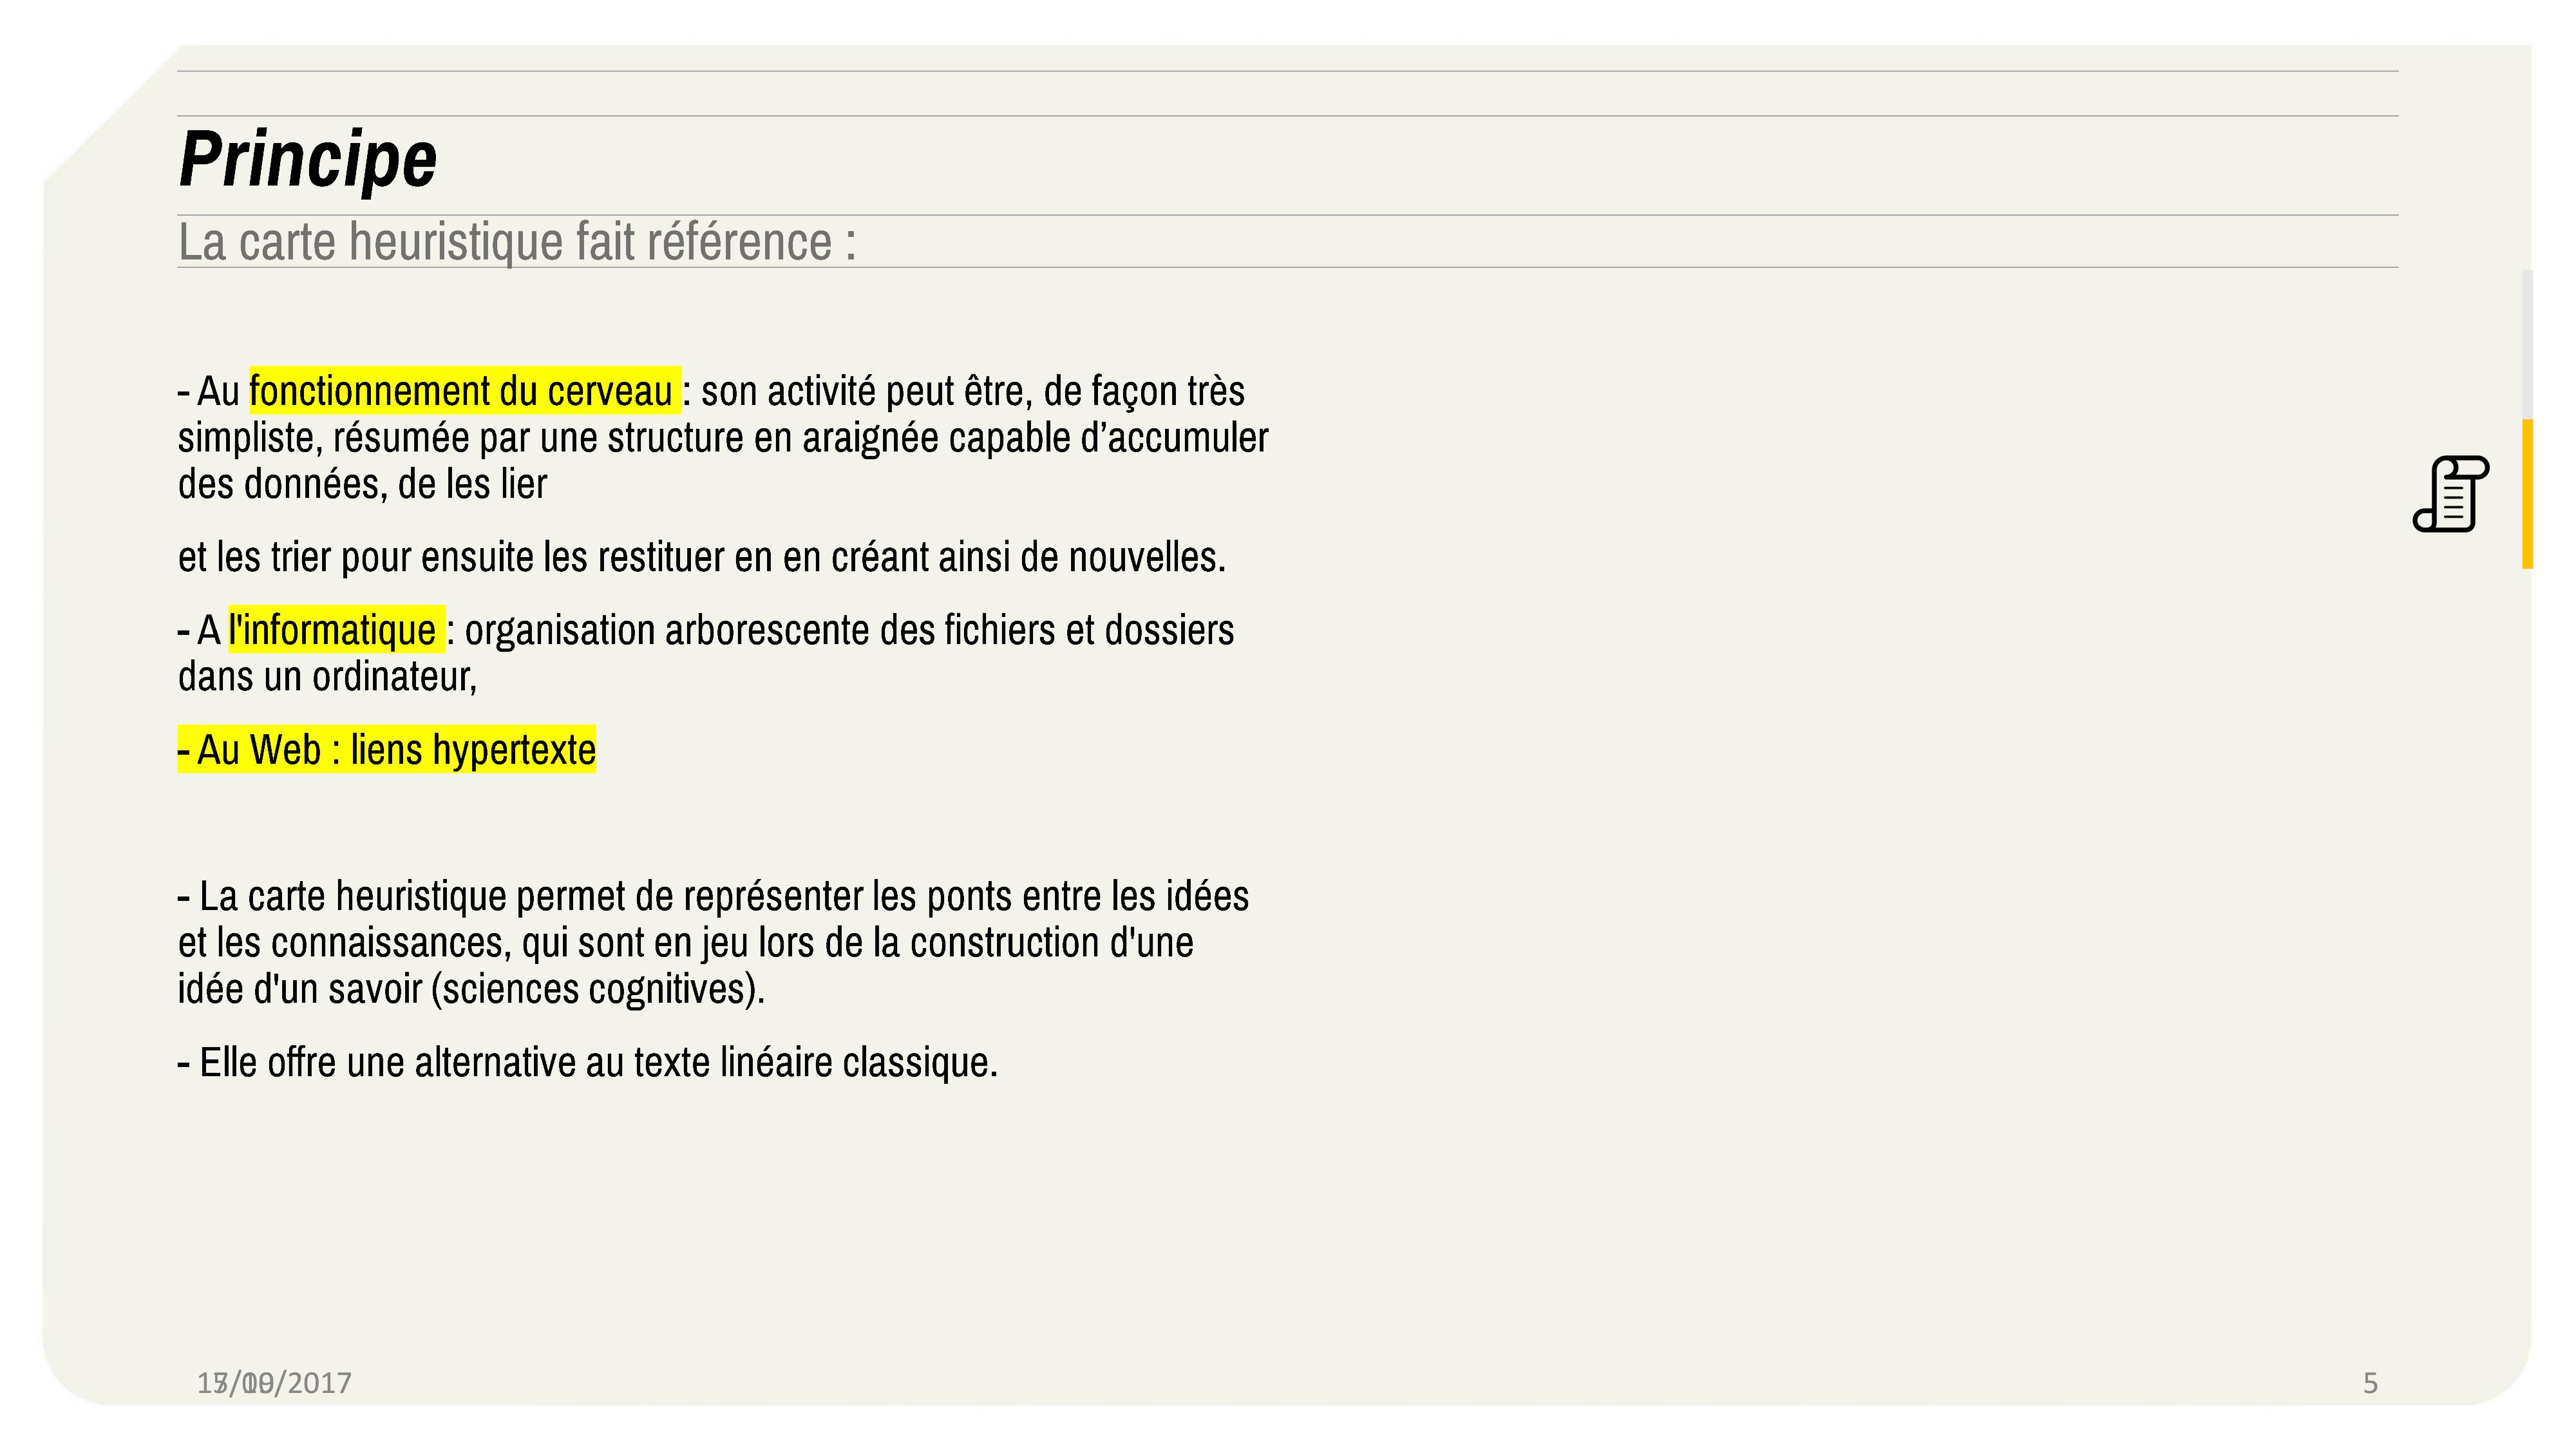 Principe
La carte heuristique fait référence :
- Au fonctionnement du cerveau : son activité peut être, de façon très
simpliste, résumée par une structure en araignée capable d’accumuler
des données, de les lier
et les trier pour ensuite les restituer en en créant ainsi de nouvelles.
- A l'informatique : organisation arborescente des fichiers et dossiers
dans un ordinateur,
- Au Web : liens hypertexte
- La carte heuristique permet de représenter les ponts entre les idées
et les connaissances, qui sont en jeu lors de la construction d'une
idée d'un savoir (sciences cognitives).
- Elle offre une alternative au texte linéaire classique.
5